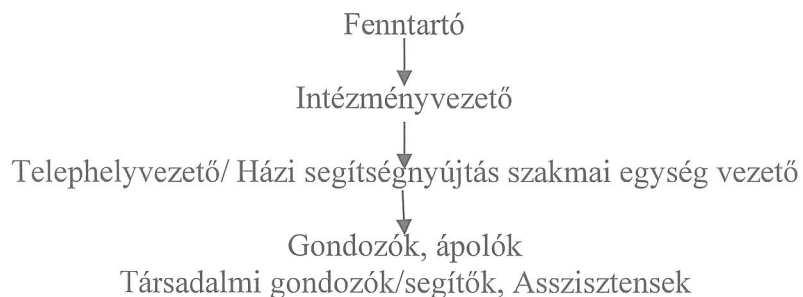 Fenntartó
Intézményvezető
Telephelyvezető/ Házi segítségnyújtás szakmai egység vezető
Gondozók, ápolók
Társadalmi gondozók/segítők, Asszisztensek